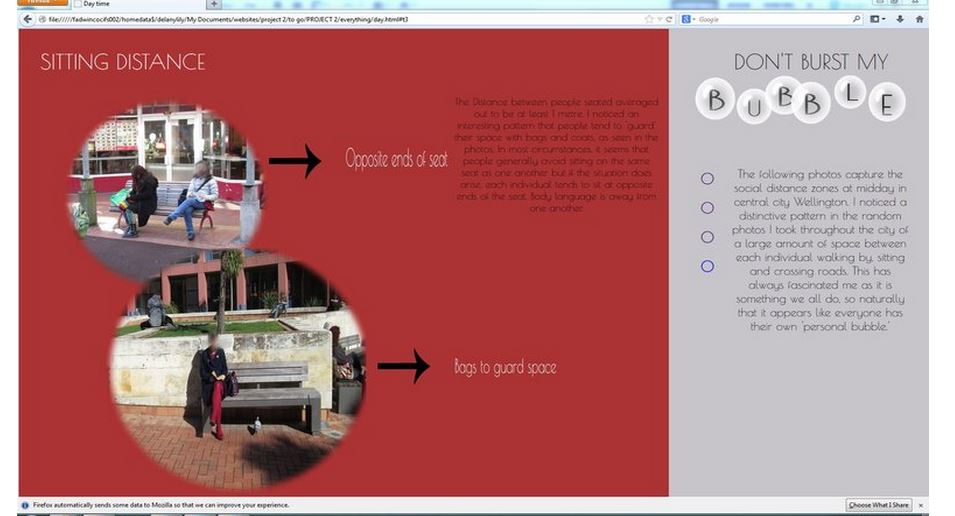 Day time
file://///fadwincocifs002/homedata$/delanylily/My Documents/websites/project 2/to go/PROJECT 2/everything/day.html#t3
Google
SITTING DISTANCE
The Distance between people seated averaged
out to be at least 1 metre. I noticed an
interesting pattern that people tend to 'guard'
their space with bags and coats, as seen in the
photos. In most circumstances, it seems that
people generally avoid sitting on the same
seat as one another but if the situation does
arise, each individual tends to sit at opposite
ends of the seat. Body language is away from
one another.
Opposite ends of seat
Bags to guard space
DON'T BURST MY
BUBBLE
The following photos capture the
social distance zones at midday in
central city Wellington. I noticed a
distinctive pattern in the random
photos I took throughout the city of
a large amount of space between
each individual walking by, sitting
and crossing roads. This has
always fascinated me as it is
something we all do, so naturally
that it appears like everyone has
their own 'personal bubble.'
Firefox automatically sends some data to Mozilla so that we can improve your experience.
Choose What I Share